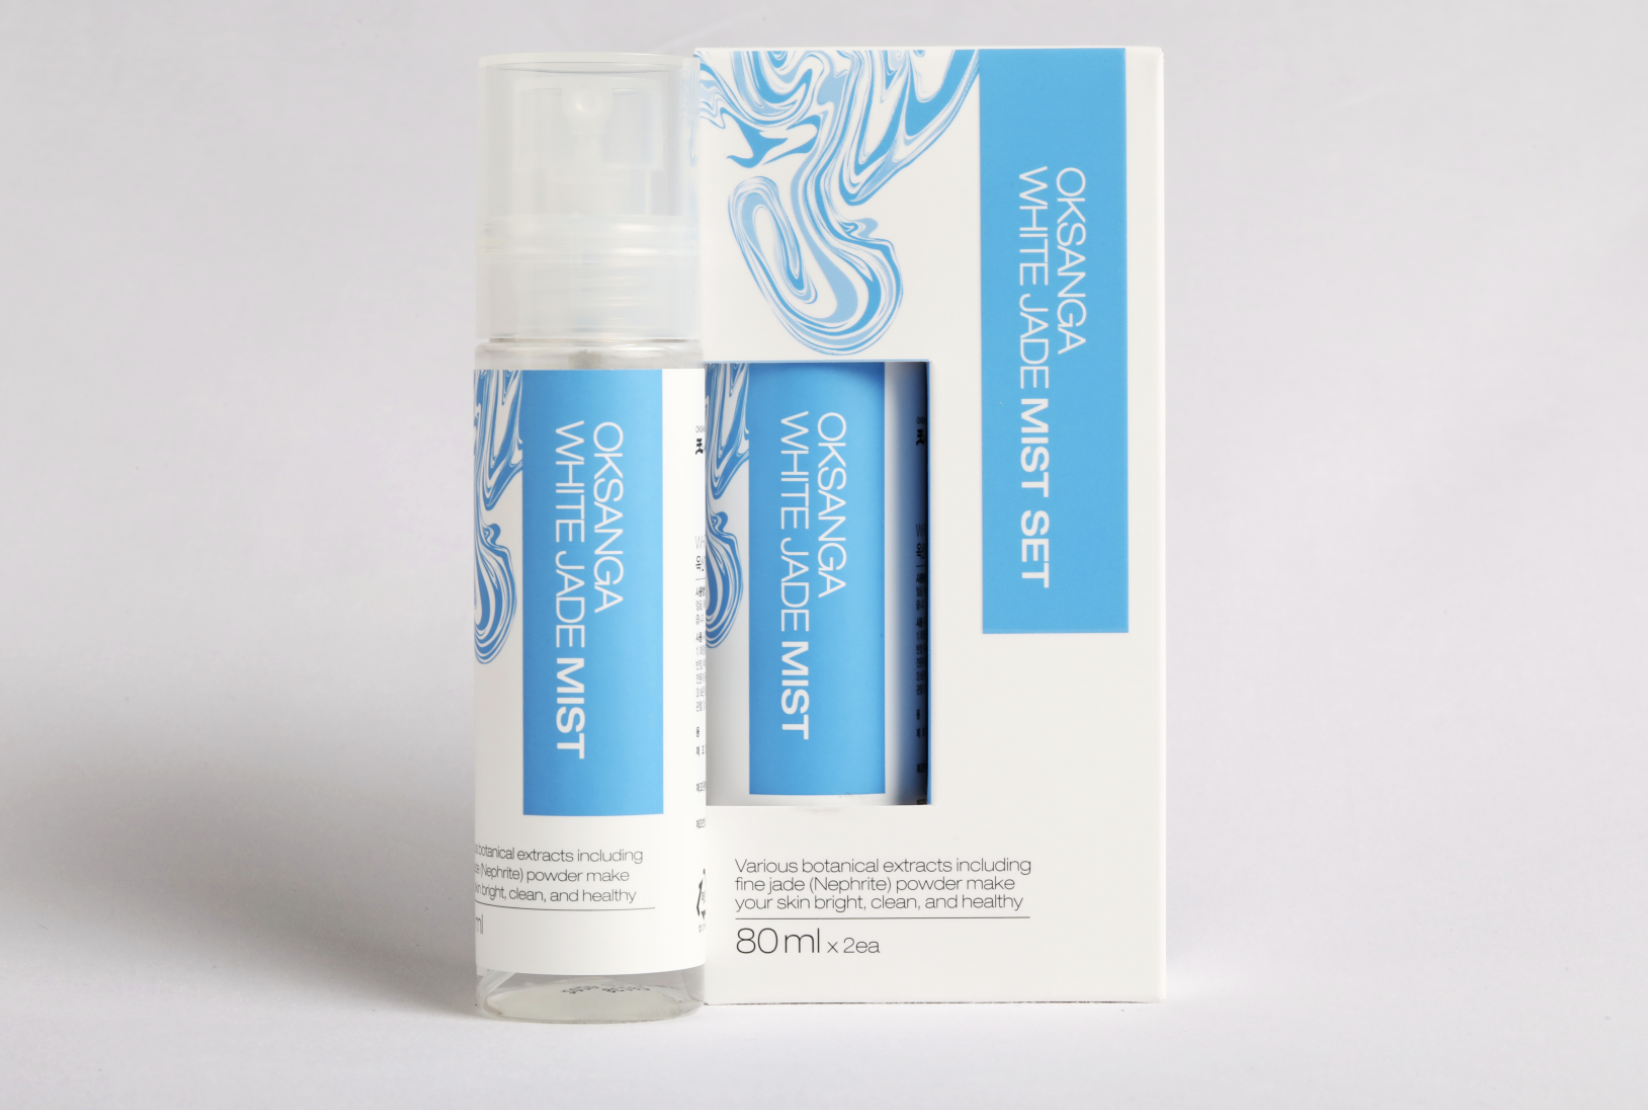 OKSANGA
WHITE JADE MIST
botanical extracts including
(Nephrite) powder make
bright, clean, and healthy
ml
OKSANGA
WHITE JADE MIST
OKSANGA
WHITE JADE MIST SET
Various botanical extracts including
fine jade (Nephrite) powder make
your skin bright, clean, and healthy
80ml x 2ea